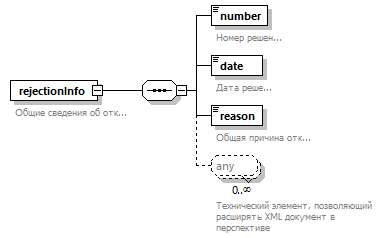 number
Номер решен...
date
Дата реше...
rejectionInfo
Общие сведения об отк...
reason
Общая причина отк...
any
0..∞
Технический элемент, позволяющий
расширять XML документ в
перспективе